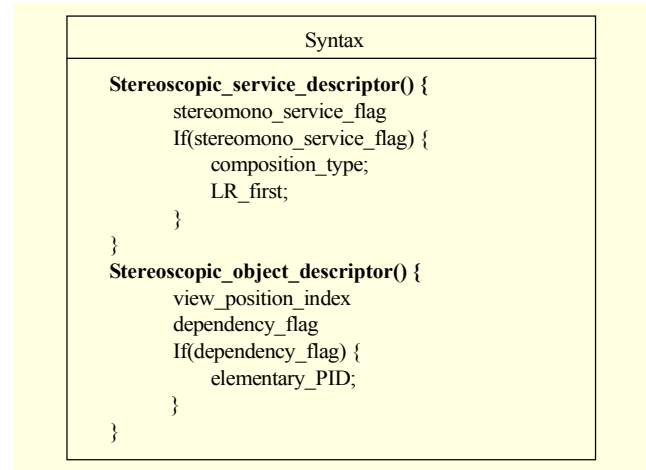 Syntax
Stereoscopic_service_descriptor() {
stereomono_service_flag
If(stereomono_service_flag) {
composition_type;
LR_first;
}
}
Stereoscopic_object_descriptor() {
view_position_index
dependency_flag
If(dependency_flag) {
elementary_PID;
}
}